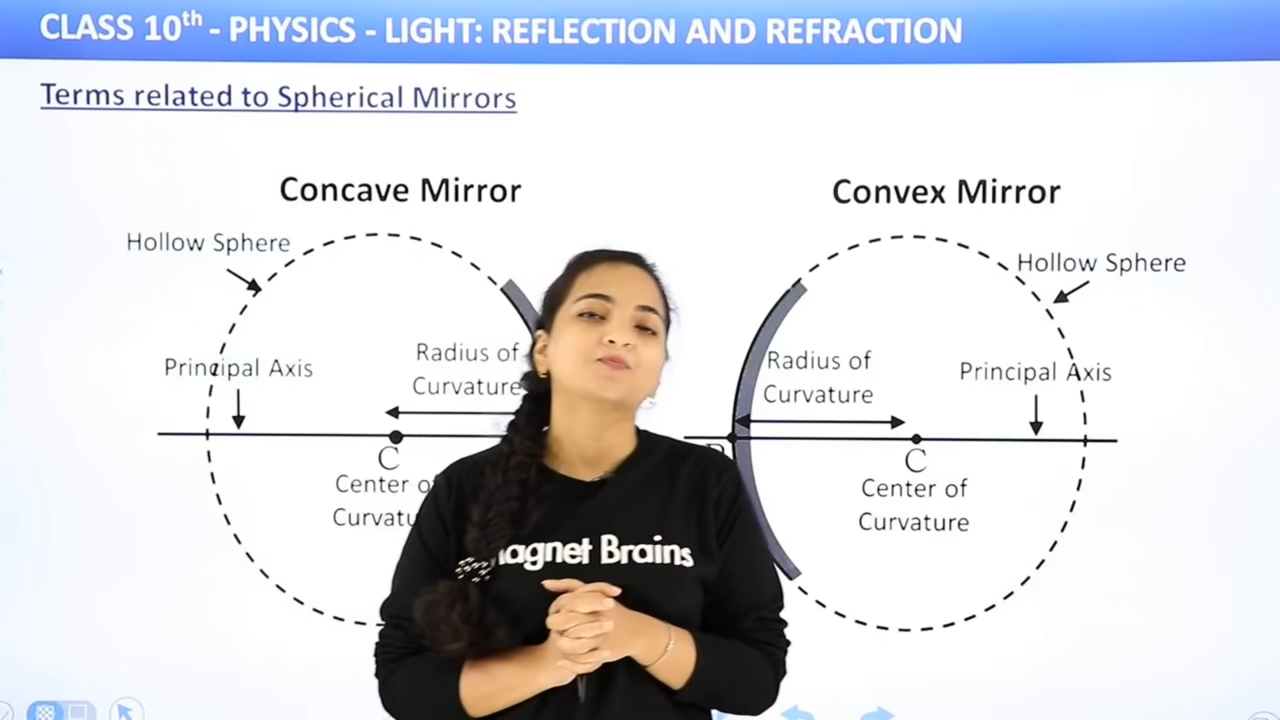 CLASS 10th - PHYSICS - LIGHT: REFLECTION AND REFRACTION
Terms related to Spherical Mirrors
Concave Mirror
Convex Mirror
Hollow Sphere
Hollow Sphere
Principal Axis
Radius of
Curvature
Radius of
Curvature
Principal Axis
C
C
Center of
Curvatu
Center of
Curvature
agnet Brains